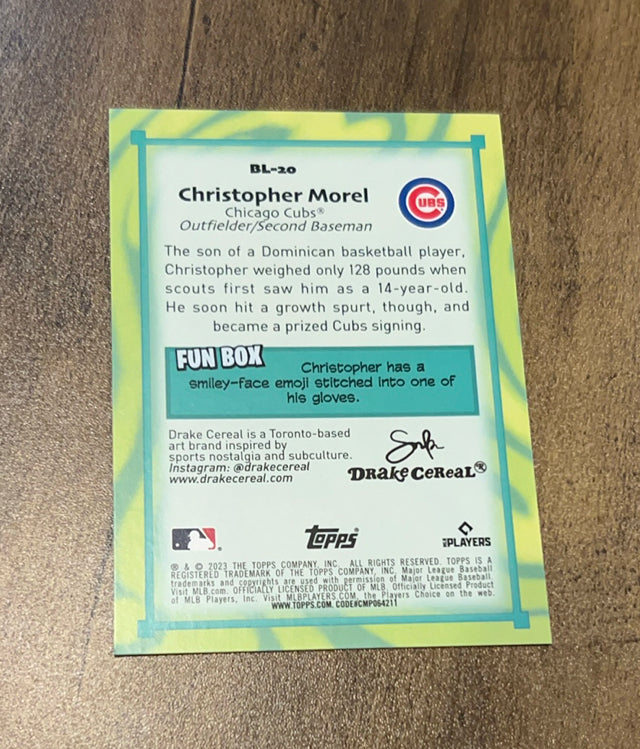 BL-20
Christopher Morel
Chicago Cubs®
Outfielder/Second Baseman
CUBS
The son of a Dominican basketball player,
Christopher weighed only 128 pounds when
scouts first saw him as a 14-year-old.
He soon hit a growth spurt, though, and
became a prized Cubs signing.
FUN BOX
Christopher has a
smiley-face emoji stitched into one of
his gloves.
Drake Cereal is a Toronto-based
art brand inspired by
sports nostalgia and subculture.
Instagram: @drakecereal
www.drakecereal.com
DRAKE CEREAL®
Topps®
PLAYERS
® & © 2023 THE TOPPS COMPANY, INC. ALL RIGHTS RESERVED. TOPPS IS A
REGISTERED TRADEMARK OF THE TOPPS COMPANY, INC. Major League Baseball
trademarks and copyrights are used with permission of Major League Baseball.
Visit MLB.com. OFFICIALLY LICENSED PRODUCT OF MLB. Officially Licensed Product
of MLB Players, Inc. Visit MLBPLAYERS.COM, the Players Choice on the web.
WWW.TOPPS.COM. CODE#CMP064211